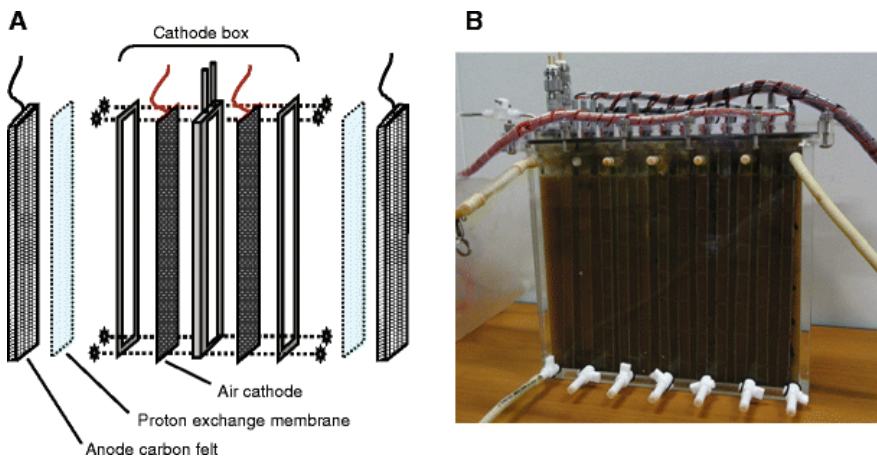 A
Cathode box
Air cathode
Proton exchange membrane
Anode carbon felt
B